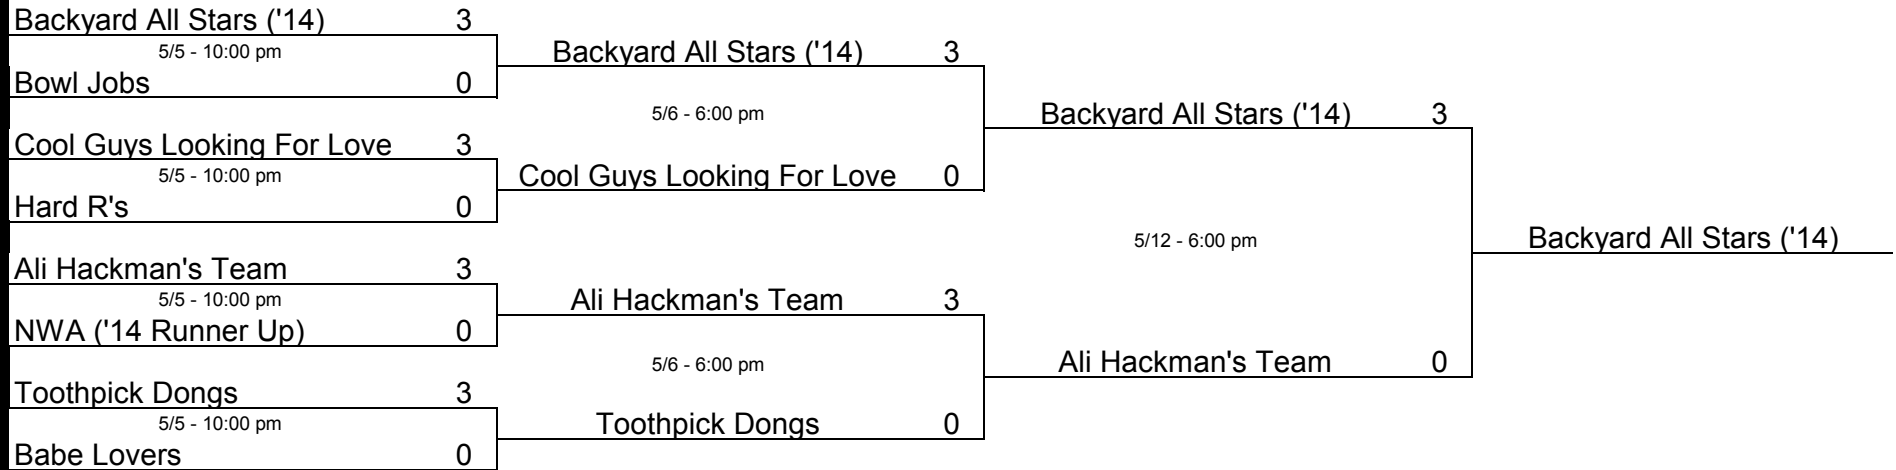 Backyard All Stars ('14) 3
5/5 - 10:00 pm
Bowl Jobs 0
Cool Guys Looking For Love 3
5/5 - 10:00 pm
Hard R's 0
Ali Hackman's Team 3
5/5 - 10:00 pm
NWA ('14 Runner Up) 0
Toothpick Dongs 3
5/5 - 10:00 pm
Babe Lovers 0
Backyard All Stars ('14) 3
5/6 - 6:00 pm
Cool Guys Looking For Love 0
Ali Hackman's Team 3
5/6 - 6:00 pm
Toothpick Dongs 0
Backyard All Stars ('14) 3
5/12 - 6:00 pm
Ali Hackman's Team 0
Backyard All Stars ('14)